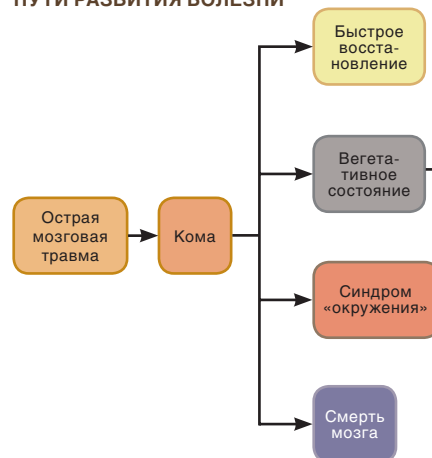 ПУТИ РАЗВИТИЯ БОЛЕЗНИ
Быстрое
восста-
новление
Вегета-
тивное
состояние
Острая
мозговая
травма
Кома
Синдром
«окружения»
Смерть
мозга